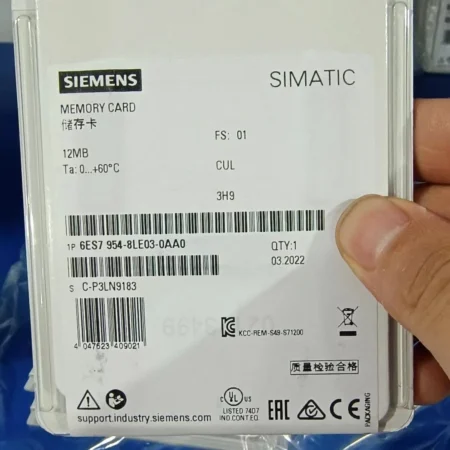 SIEMENS
SIMATIC
MEMORY CARD
储存卡
FS: 01
12MB
CUL
Ta: 0...+60°C
3H9
1P 6ES7 954-8LE03-0AA0
QTY:1
03.2022
S C-P3LN9183
KCC-REM-S49-S71200
4 047623 409021
质量检验合格
UL
LISTED 74D7
IND.CONT.EQ.
EAC
CE
PACKAGING
support.industry.siemens.com